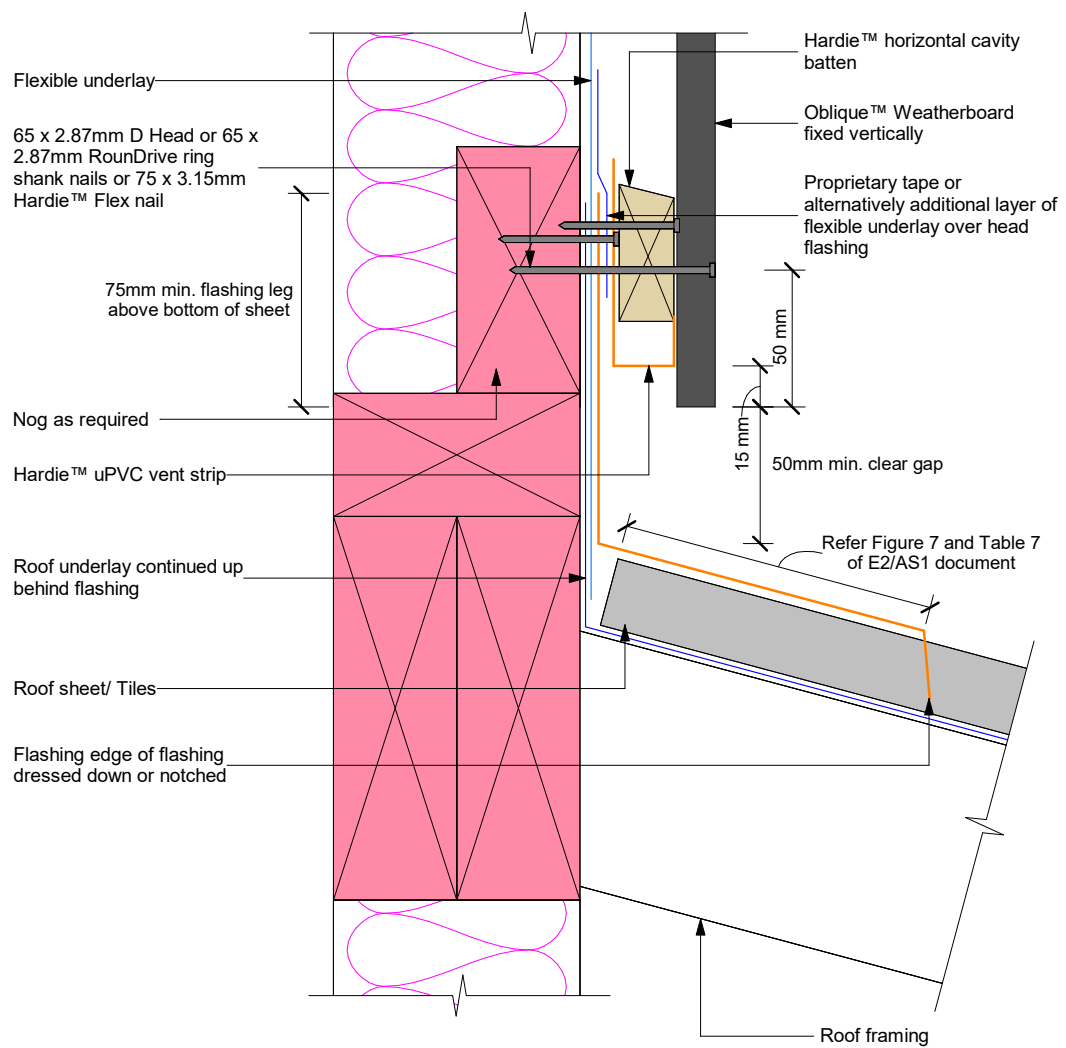 Flexible underlay
65 x 2.87mm D Head or 65 x
2.87mm RounDrive ring
shank nails or 75 x 3.15mm
Hardie™ Flex nail
75mm min. flashing leg
above bottom of sheet
Nog as required
Hardie™ uPVC vent strip
Roof underlay continued up
behind flashing
Roof sheet/ Tiles
Flashing edge of flashing
dressed down or notched
Hardie™ horizontal cavity
batten
Oblique™ Weatherboard
fixed vertically
Proprietary tape or
alternatively additional layer of
flexible underlay over head
flashing
50 mm
15 mm
50mm min. clear gap
Refer Figure 7 and Table 7
of E2/AS1 document
Roof framing